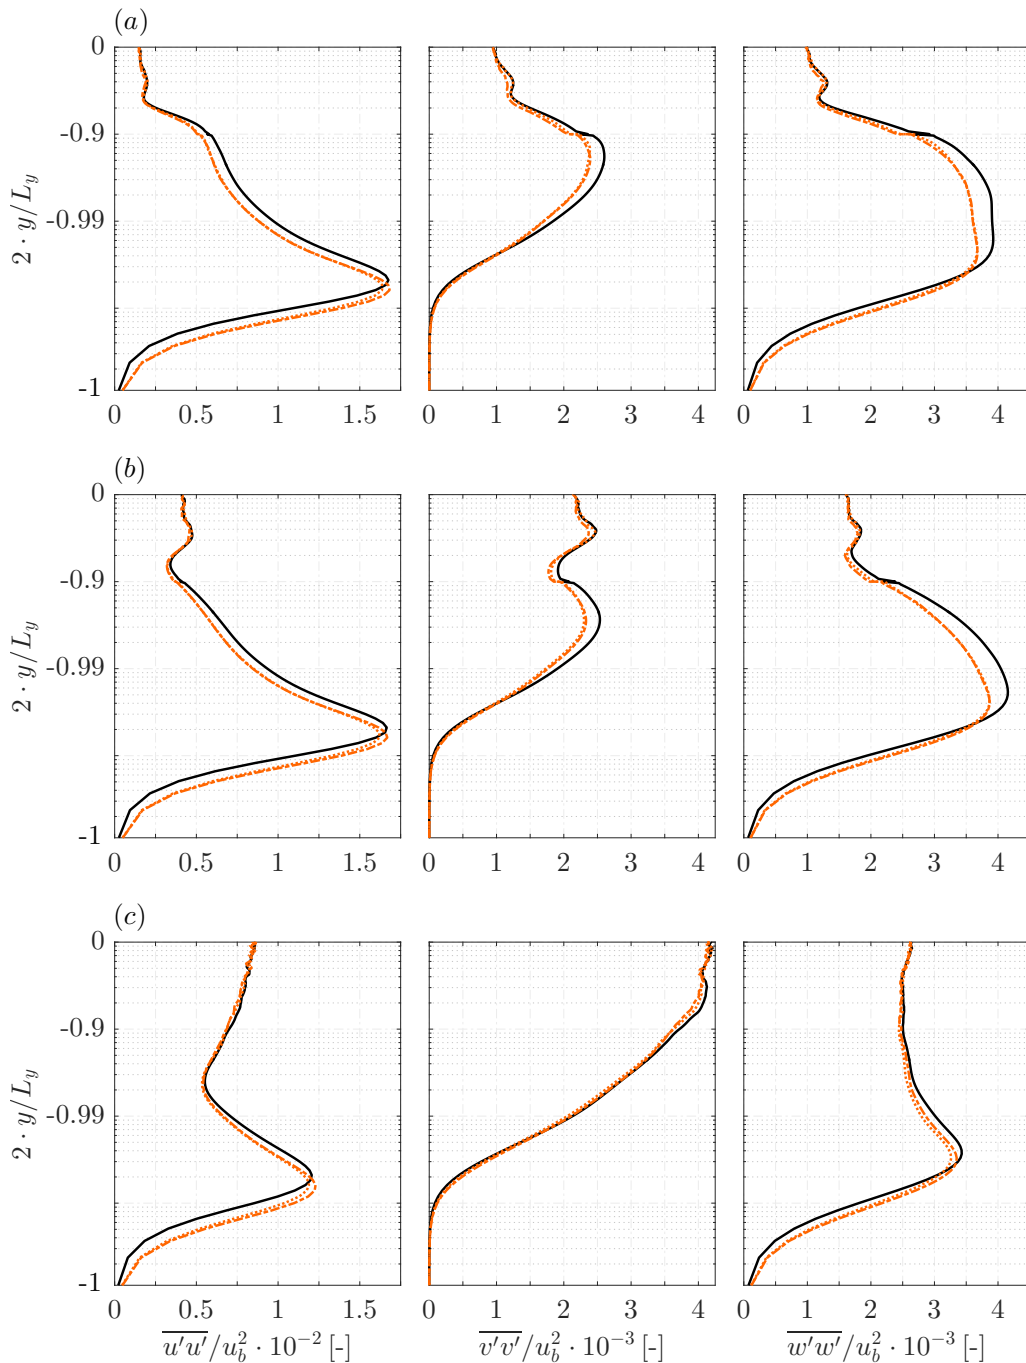 (a)
0
-0.9
-0.99
-1
2 · y/L_y
0 0.5 1 1.5
0 1 2 3 4
0 1 2 3 4
(b)
0
-0.9
-0.99
-1
2 · y/L_y
0 0.5 1 1.5
0 1 2 3 4
0 1 2 3 4
(c)
0
-0.9
-0.99
-1
2 · y/L_y
0 0.5 1 1.5
0 1 2 3 4
0 1 2 3 4
\overline{u'u'}/u_b^2 · 10^{-2} [-]
\overline{v'v'}/u_b^2 · 10^{-3} [-]
\overline{w'w'}/u_b^2 · 10^{-3} [-]